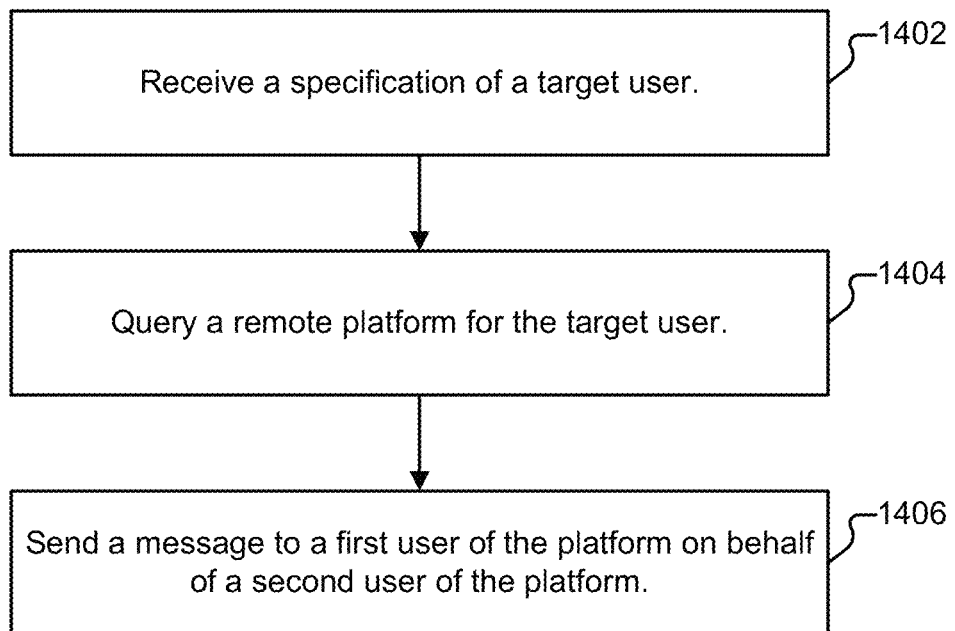 1402
Receive a specification of a target user.
1404
Query a remote platform for the target user.
1406
Send a message to a first user of the platform on behalf
of a second user of the platform.